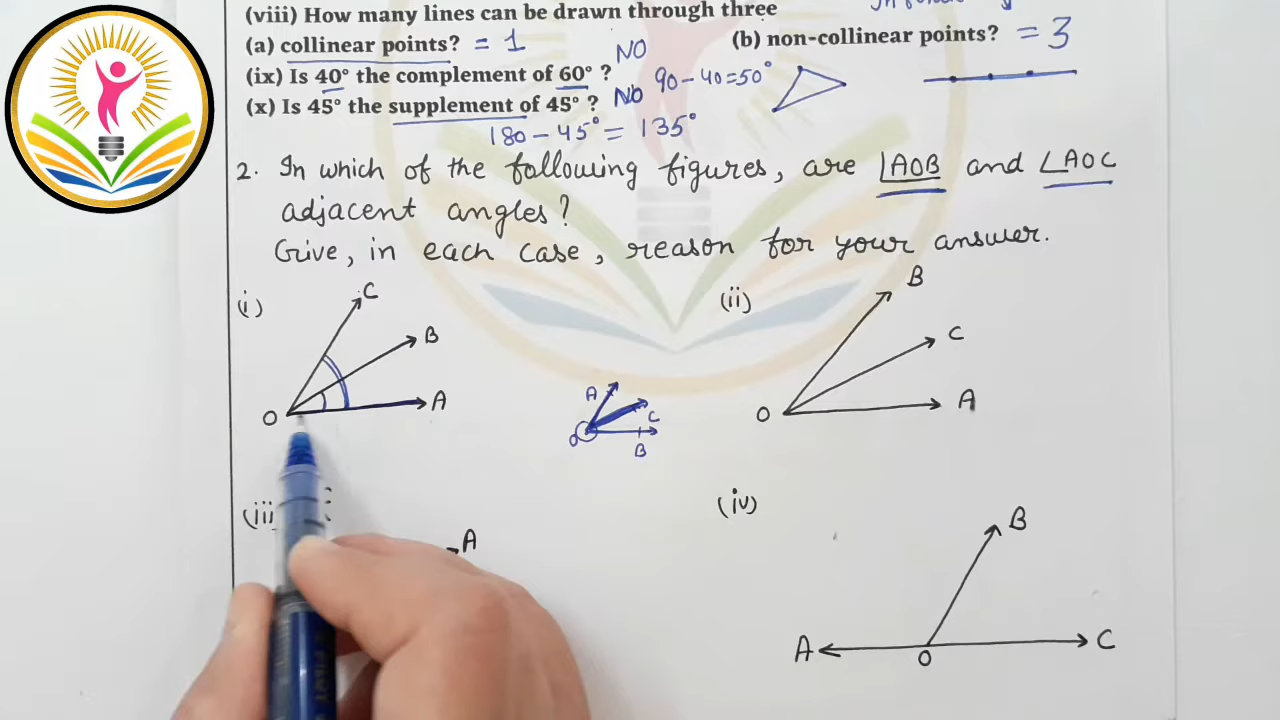 (viii) How many lines can be drawn through three
(a) collinear points? = 1
(b) non-collinear points? = 3
(ix) Is 40° the complement of 60° ? NO 90 - 40 = 50°
(x) Is 45° the supplement of 45° ? NO
180 - 45° = 135°
2. In which of the following figures, are ∠AOB and ∠AOC
adjacent angles?
Give, in each case, reason for your answer.
(i)
C
B
A
O
A
C
O
B
(ii)
B
C
A
O
(iii)
A
(iv)
B
A
O
C